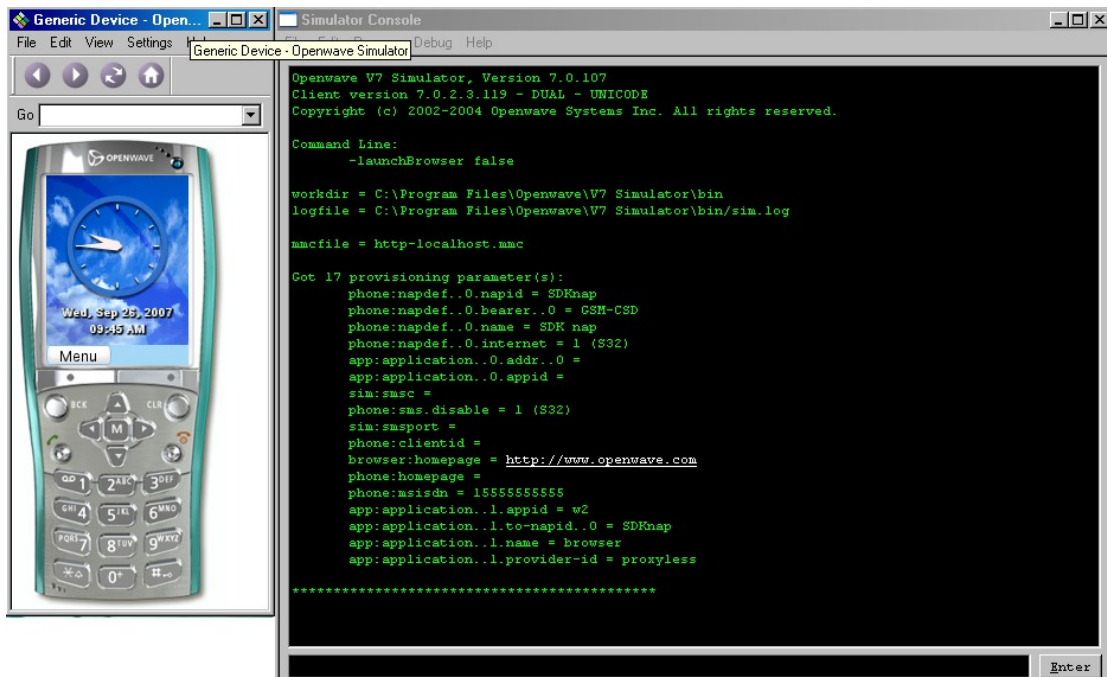 Generic Device - Open...
File Edit View Settings
Generic Device - Openwave Simulator
Go
OPENWAVE
Wed, Sep 26, 2007
09:45 AM
Menu
BCK CLR
M
1 2ABC 3DEF
GHI4 5JKL 6MNO
PQRS7 8TUV 9WXYZ
* 0+ #
Simulator Console
Debug Help
Openwave V7 Simulator, Version 7.0.107
Client version 7.0.2.3.119 - DUAL - UNICODE
Copyright (c) 2002-2004 Openwave Systems Inc. All rights reserved.
Command Line:
-launchBrowser false
workdir = C:\Program Files\Openwave\V7 Simulator\bin
logfile = C:\Program Files\Openwave\V7 Simulator\bin/sim.log
mmcfile = http-localhost.mmc
Got 17 provisioning parameter(s):
phone:napdef..0.napid = SDKnap
phone:napdef..0.bearer..0 = GSM-CSD
phone:napdef..0.name = SDK nap
phone:napdef..0.internet = 1 (S32)
app:application..0.addr..0 =
app:application..0.appid =
sim:smsc =
phone:sms.disable = 1 (S32)
sim:smsport =
phone:clientid =
browser:homepage = http://www.openwave.com
phone:homepage =
phone:msisdn = 15555555555
app:application..1.appid = w2
app:application..1.to-napid..0 = SDKnap
app:application..1.name = browser
app:application..1.provider-id = proxyless
********************************************
Enter